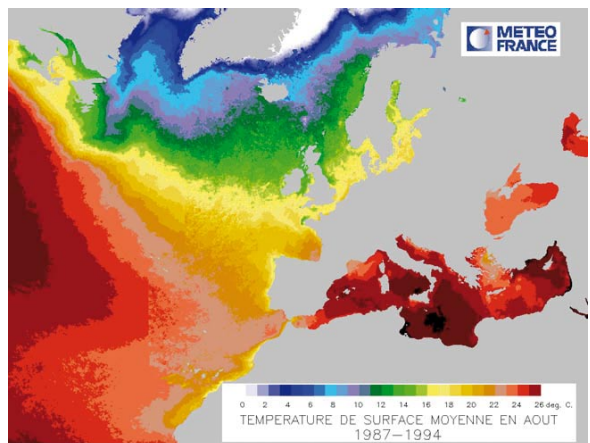 METEO
FRANCE
0 2 4 6 8 10 12 14 16 18 20 22 24 26 deg. C.
TEMPERATURE DE SURFACE MOYENNE EN AOUT
1987-1994